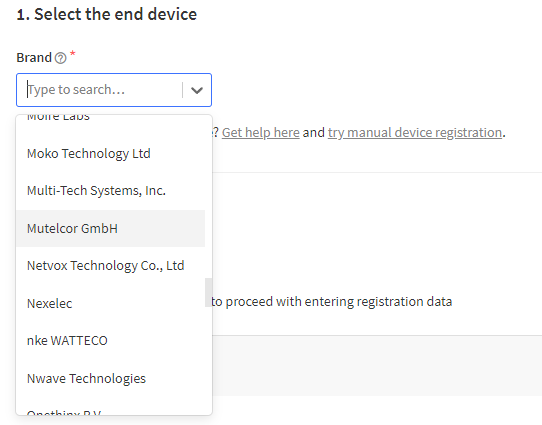 1. Select the end device
Brand *
Type to search...
Moire Labs
? Get help here and try manual device registration.
Moko Technology Ltd
Multi-Tech Systems, Inc.
Mutelcor GmbH
Netvox Technology Co., Ltd
Nexelec
to proceed with entering registration data
nke WATTECO
Nwave Technologies
Onethinx B.V.